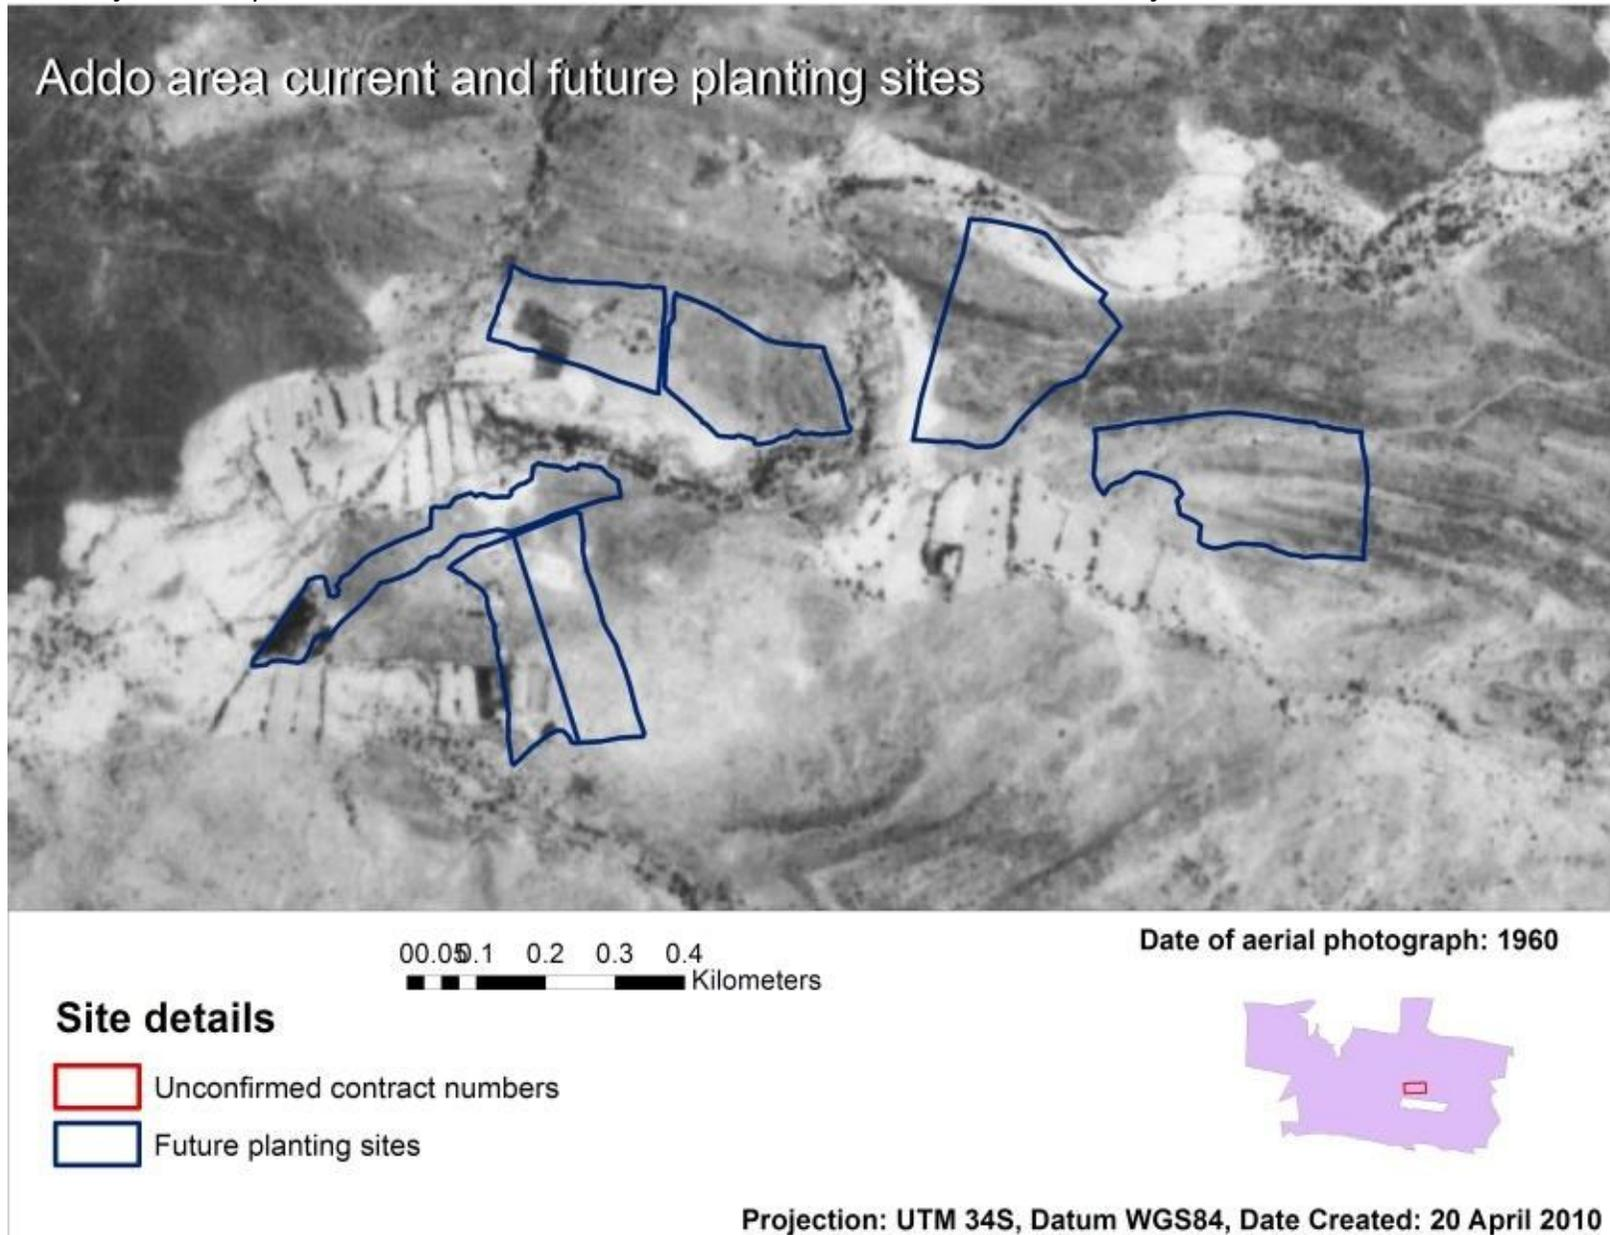 Addo area current and future planting sites
Date of aerial photograph: 1960
00.050.1 0.2 0.3 0.4
Kilometers
Site details
Unconfirmed contract numbers
Future planting sites
Projection: UTM 34S, Datum WGS84, Date Created: 20 April 2010